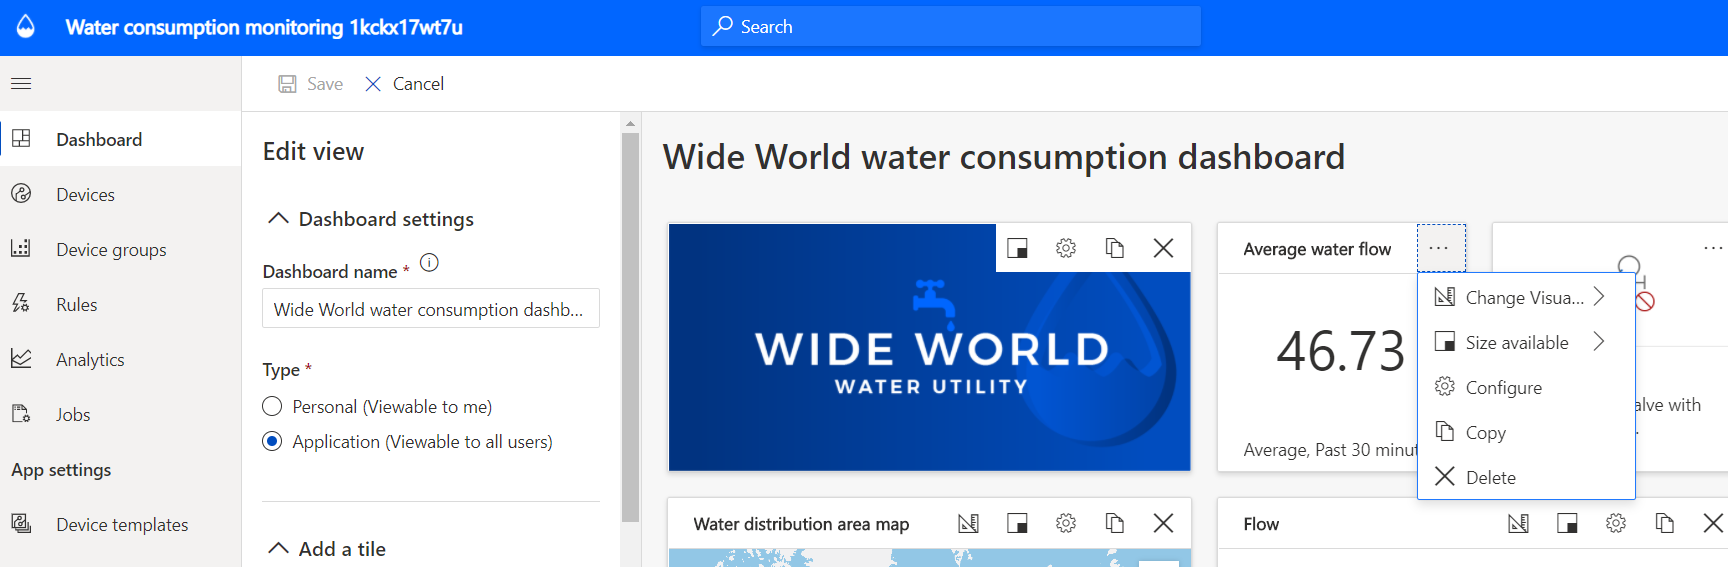 Water consumption monitoring 1kckx17wt7u
Search
Save
Cancel
Dashboard
Devices
Device groups
Rules
Analytics
Jobs
App settings
Device templates
Edit view
Dashboard settings
Dashboard name *
Wide World water consumption dashb...
Type *
Personal (Viewable to me)
Application (Viewable to all users)
Add a tile
Wide World water consumption dashboard
WIDE WORLD
WATER UTILITY
Average water flow
46.73
Average, Past 30 minut
Change Visua...
Size available
Configure
Copy
Delete
alve with
Water distribution area map
Flow